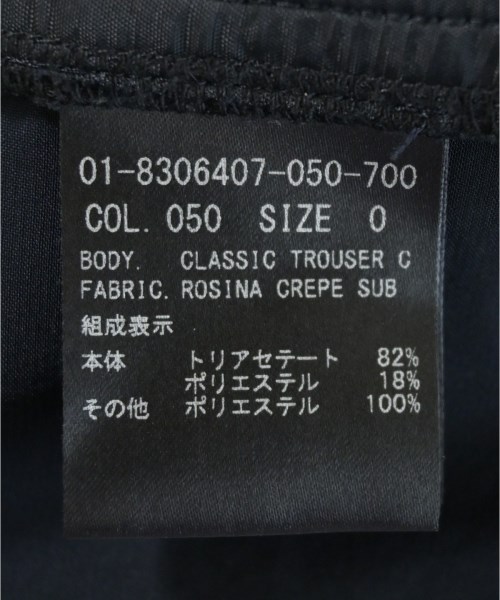 01-8306407-050-700
COL. 050 SIZE 0
BODY. CLASSIC TROUSER C
FABRIC. ROSINA CREPE SUB
組成表示
本体 トリアセテート 82%
ポリエステル 18%
その他 ポリエステル 100%